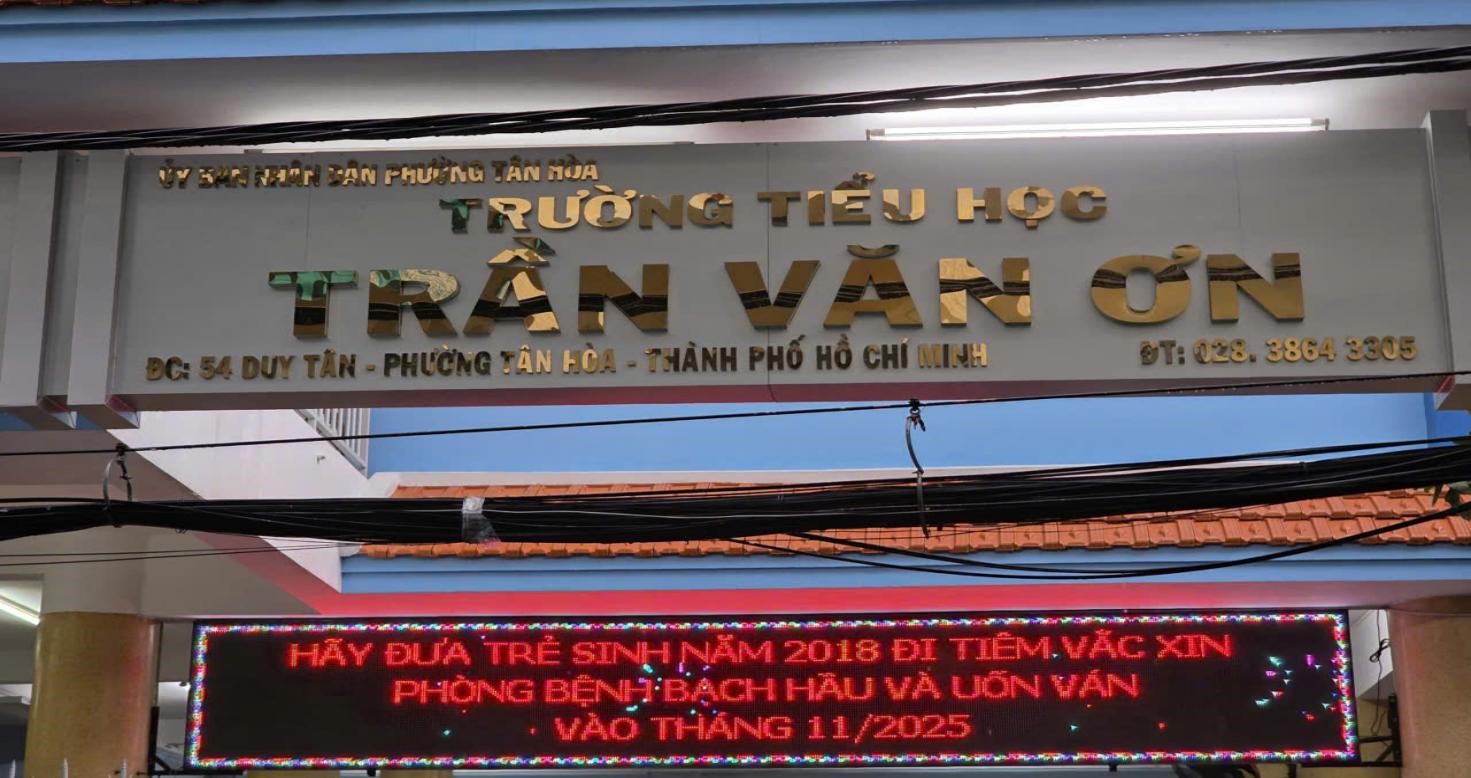 ỦY BAN NHÂN DÂN PHƯỜNG TÂN HÒA
TRƯỜNG TIỂU HỌC
TRẦN VĂN ƠN
ĐC: 54 DUY TÂN - PHƯỜNG TÂN HÒA - THÀNH PHỐ HỒ CHÍ MINH ĐT: 028. 3864 3305
HÃY ĐƯA TRẺ SINH NĂM 2018 ĐI TIÊM VẮC XIN
PHÒNG BỆNH BẠCH HẦU VÀ UỐN VÁN
VÀO THÁNG 11/2025